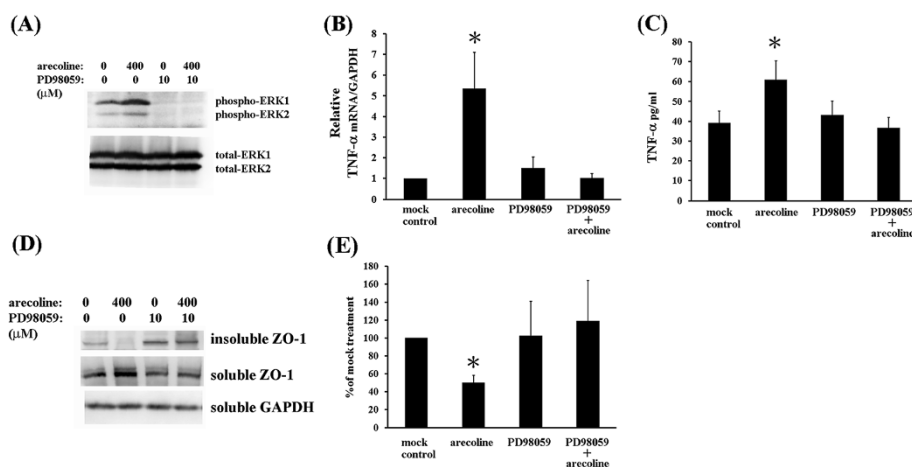 (A)
arecoline: 0 400 0 400
PD98059: 0 0 10 10
(μM)
phospho-ERK1
phospho-ERK2
total-ERK1
total-ERK2
(B)
Relative
TNF-α mRNA/GAPDH
8
7
6
5
4
3
2
1
0
*
mock
control
arecoline
PD98059
PD98059
+
arecoline
(C)
TNF-α pg/ml
80
70
60
50
40
30
20
10
0
*
mock
control
arecoline
PD98059
PD98059
+
arecoline
(D)
arecoline: 0 400 0 400
PD98059: 0 0 10 10
(μM)
insoluble ZO-1
soluble ZO-1
soluble GAPDH
(E)
% of mock treatment
180
160
140
120
100
80
60
40
20
0
*
mock
control
arecoline
PD98059
PD98059
+
arecoline